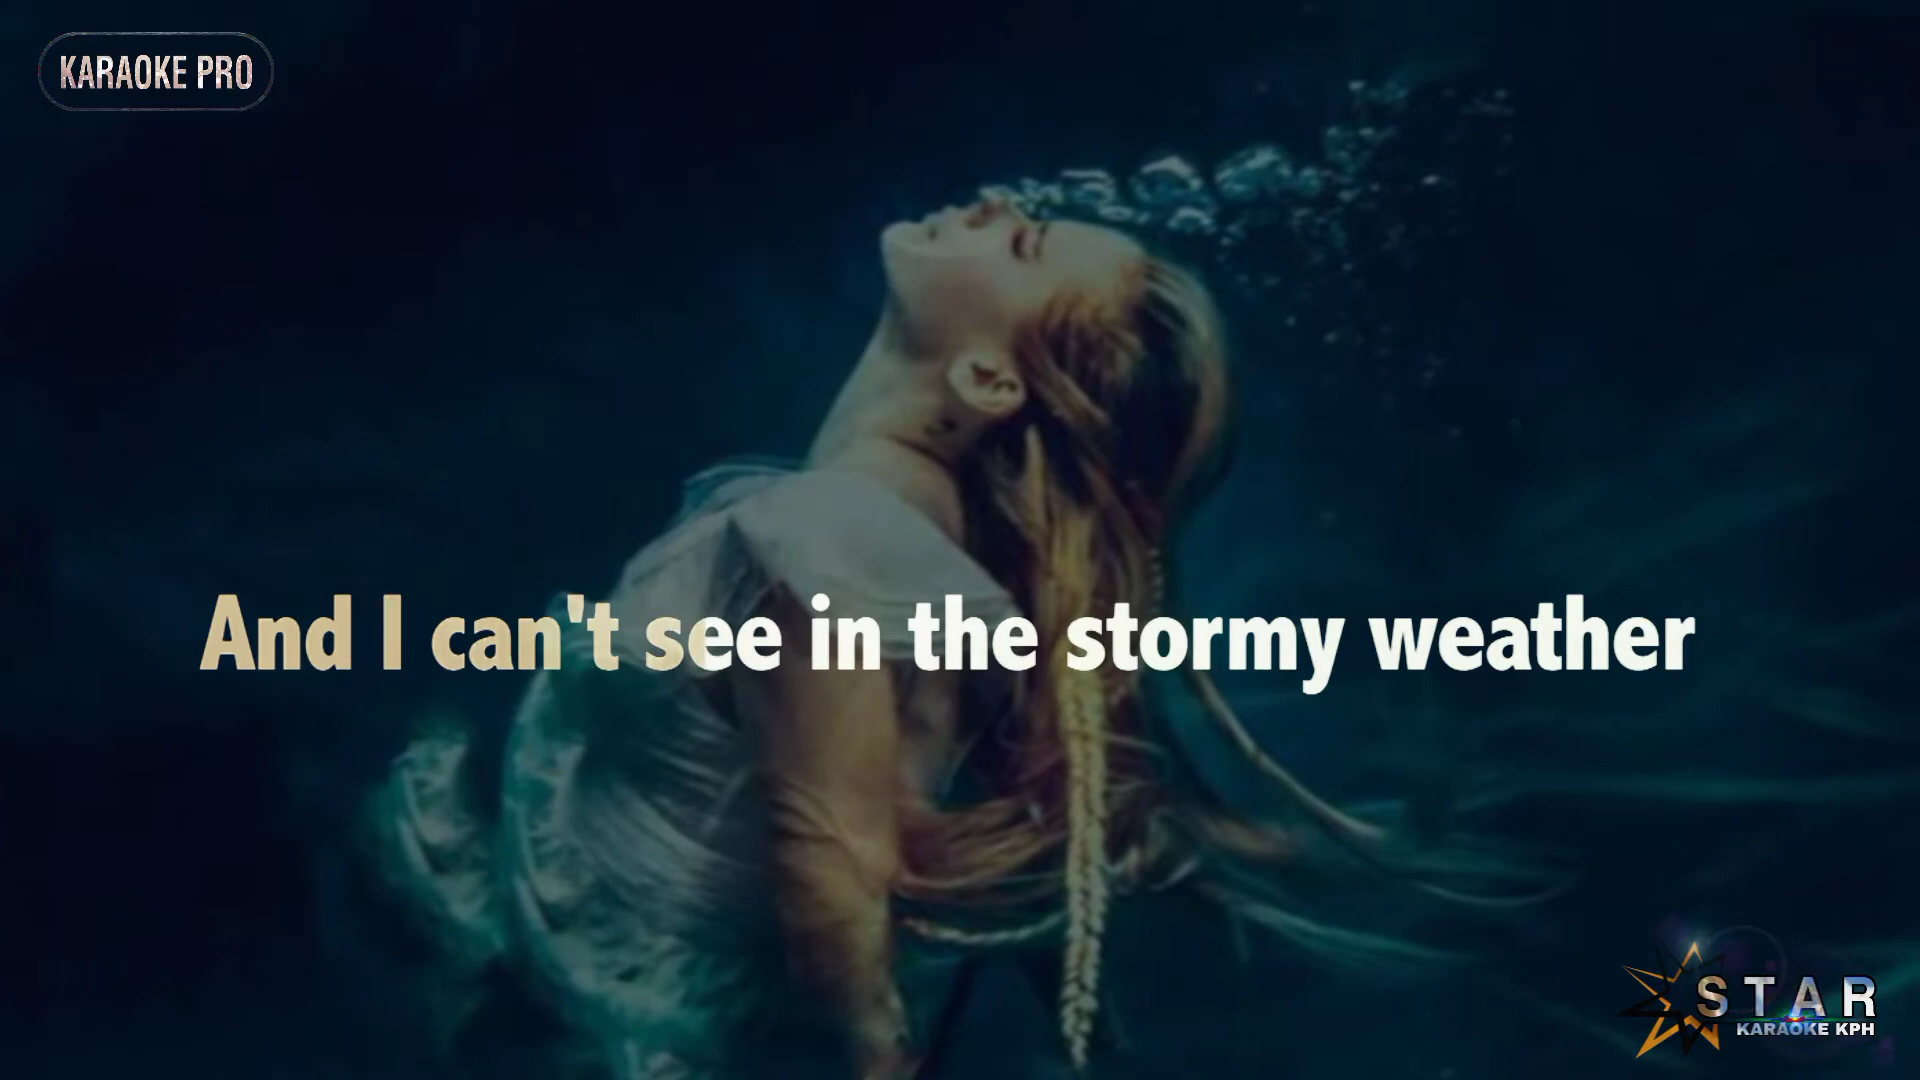 KARAOKE PRO
And I can't see in the stormy weather
STAR
KARAOKE KPH